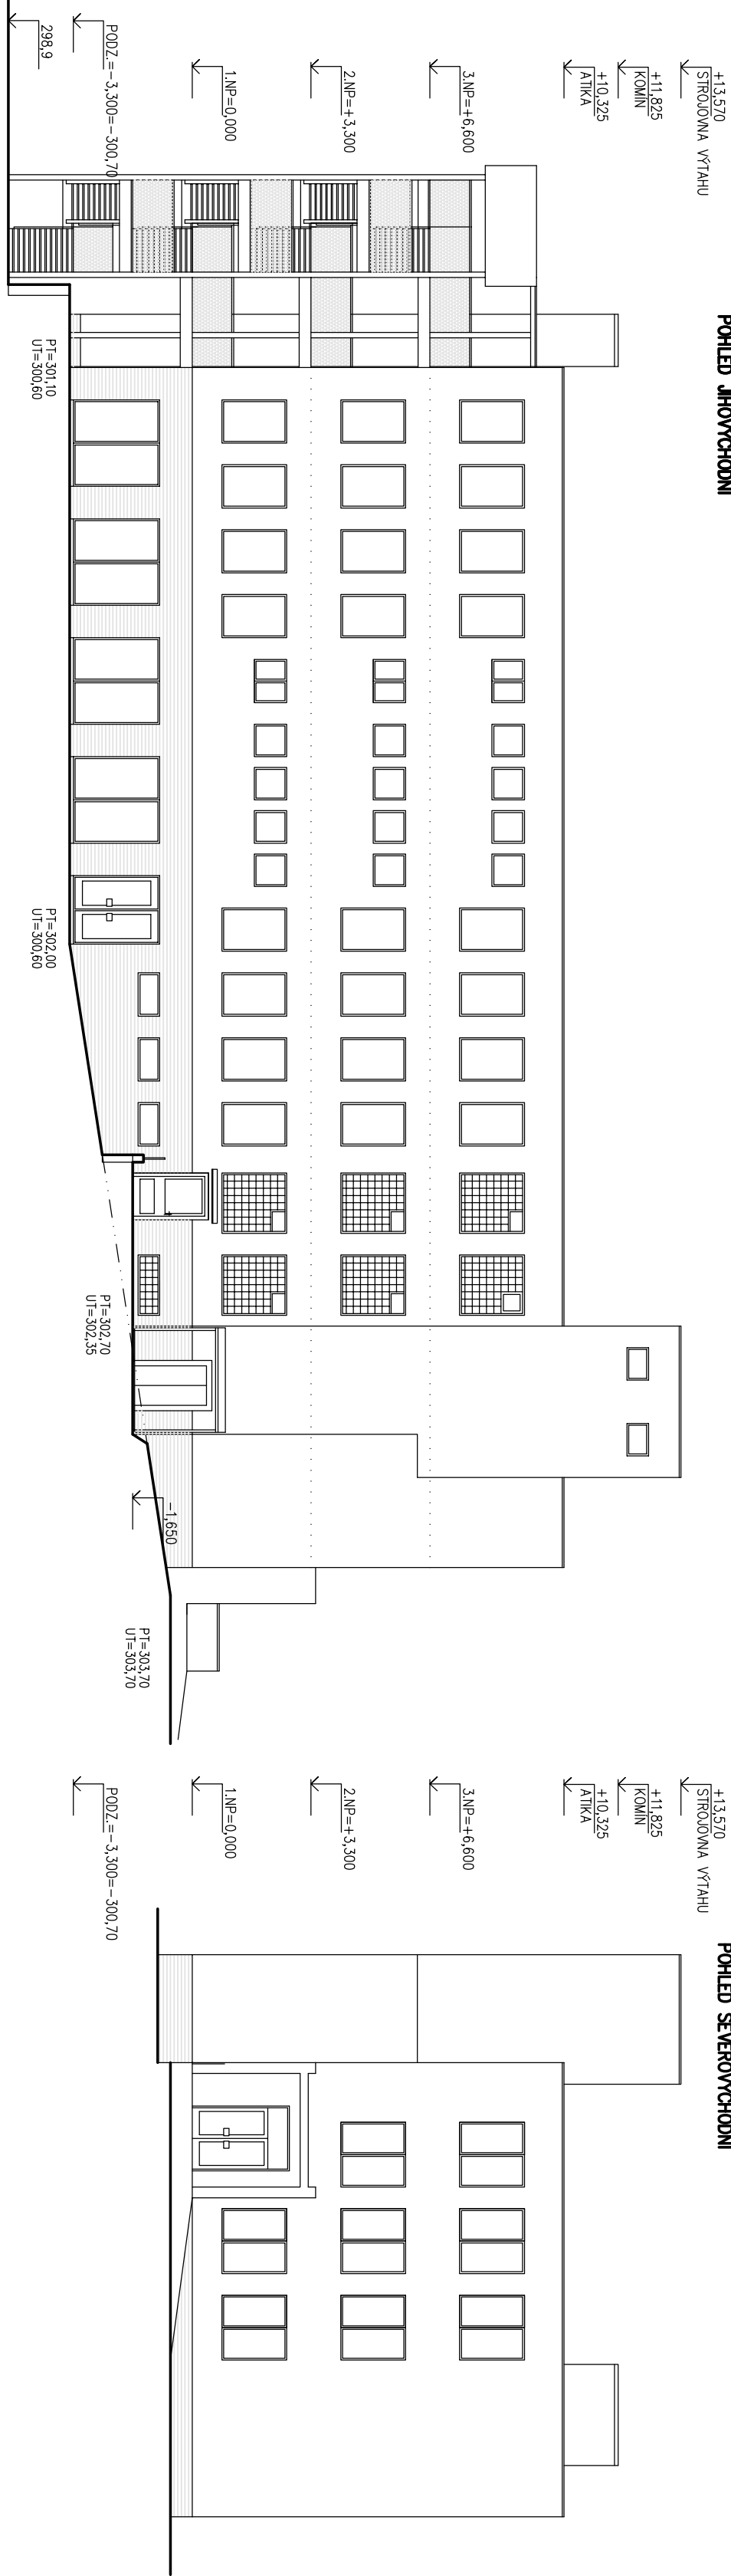 POHLED JIHOVÝCHODNÍ
+13,570
STROJOVNA VÝTAHU
+11,825
KOMÍN
+10,325
ATIKA
3.NP=+6,600
2.NP=+3,300
1.NP=0,000
PODZ.=-3,300=-300,70
298,9
PT=301,10
UT=300,60
PT=302,00
UT=300,60
PT=302,70
UT=302,35
-1,650
PT=303,70
UT=303,70
POHLED SEVEROVÝCHODNÍ
+13,570
STROJOVNA VÝTAHU
+11,825
KOMÍN
+10,325
ATIKA
3.NP=+6,600
2.NP=+3,300
1.NP=0,000
PODZ.=-3,300=-300,70